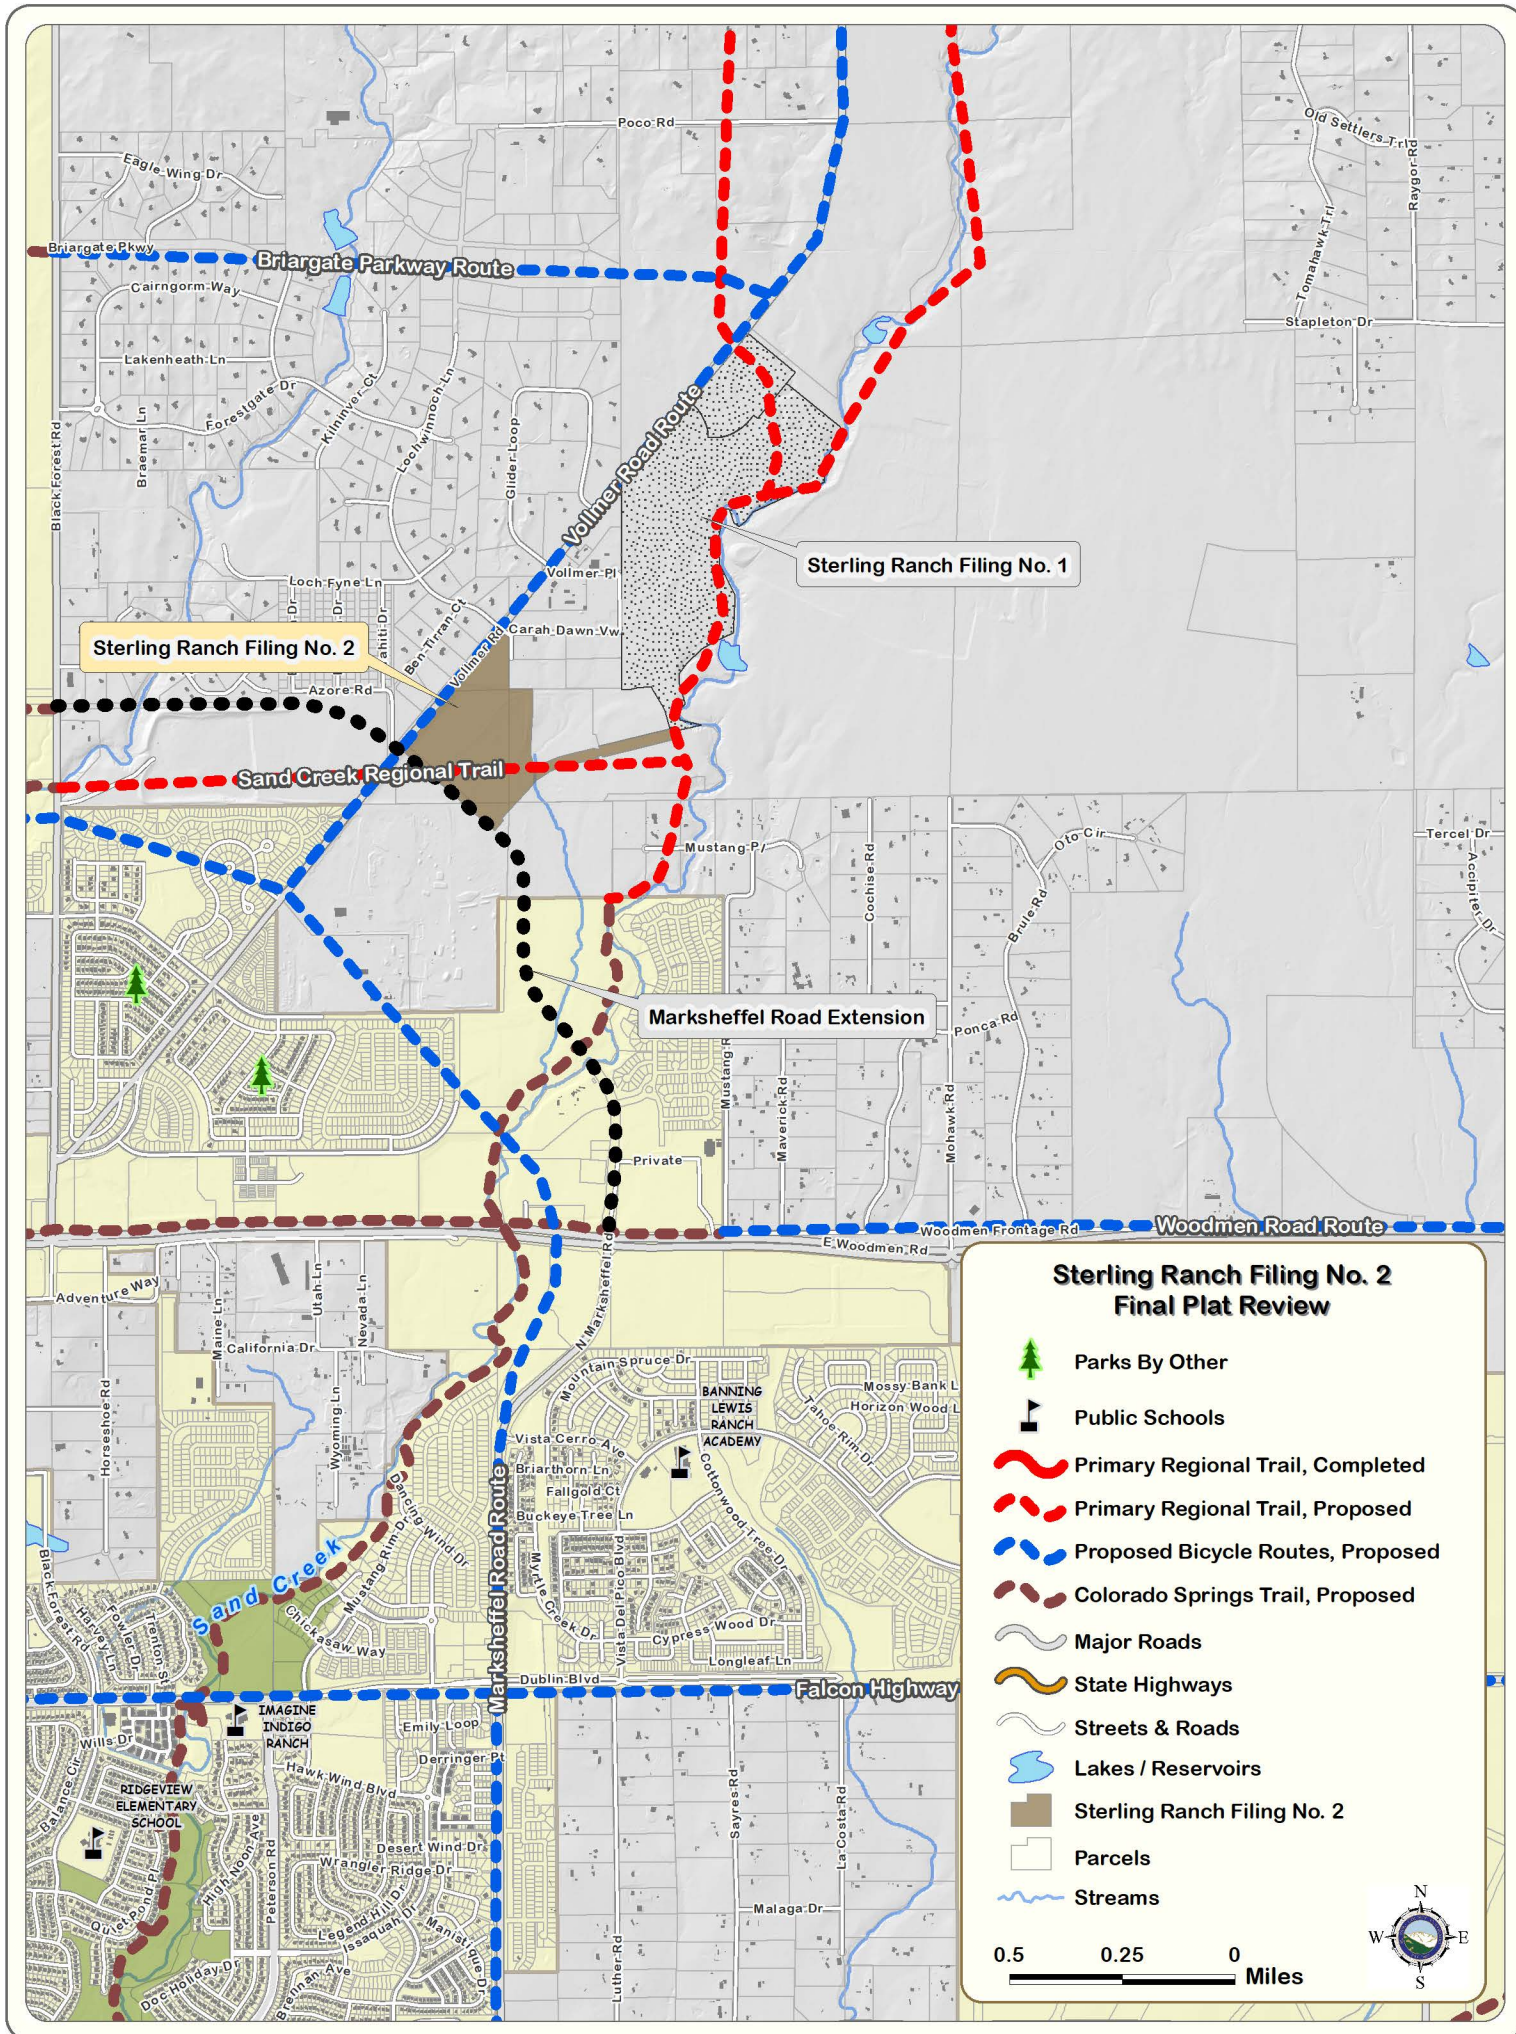 Poco Rd
Old Settlers Trl
Raygor Rd
Eagle Wing Dr
Briargate Pkwy
Briargate Parkway Route
Cairngorm Way
Tomahawk Trl
Stapleton Dr
Lakenheath Ln
Forestgate Dr
Kilninver Ct
Lochwinnoch Ln
Braemar Ln
Black Forest Rd
Glider Loop
Vollmer Road Route
Sterling Ranch Filing No. 1
Vollmer Pl
Loch Fyne Ln
Dr
Dr
ahiti Dr
Ben Tirran Ct
Vollmer Rd
Carah Dawn Vw
Sterling Ranch Filing No. 2
Azore Rd
Sand Creek Regional Trail
Mustang Pl
Cochise Rd
Oto Cir
Brule Rd
Tercel Dr
Accipiter Dr
Marksheffel Road Extension
Ponca Rd
Mustang R
Maverick Rd
Mohawk Rd
Private
Woodmen Frontage Rd
Woodmen Road Route
E Woodmen Rd
Adventure Way
Utah Ln
Nevada Ln
Maine Ln
California Dr
N Marksheffel Rd
Horseshoe Rd
Wyoming Ln
Mountain Spruce Dr
BANNING
LEWIS
RANCH
ACADEMY
Mossy Bank L
Horizon Wood L
Tahoe Rim Dr
Vista Cerro Ave
Briarthorn Ln
Fallgold Ct
Buckeye Tree Ln
Cottonwood Tree Dr
Dancing Wind Dr
Mustang Rim Dr
Marksheffel Road Route
Myrtle Creek Dr
Vista Del Pico Blvd
Cypress Wood Dr
Longleaf Ln
Sand Creek
Chickasaw Way
Black Forest Rd
Harvey Ln
Fowler Dr
Trenton St
Dublin Blvd
Falcon Highway
IMAGINE
INDIGO
RANCH
Emily Loop
Derringer Pt
Wills Dr
Balance Cir
Hawk Wind Blvd
RIDGEVIEW
ELEMENTARY
SCHOOL
Desert Wind Dr
Wrangler Ridge Dr
High Noon Ave
Peterson Rd
Quiet Pond Pl
Legend Hill Dr
Issaquah Dr
Manistique Dr
Doc Holiday Dr
Brennan Ave
Sayres Rd
La Costa Rd
Malaga Dr
Luther Rd
Sterling Ranch Filing No. 2
Final Plat Review
Parks By Other
Public Schools
Primary Regional Trail, Completed
Primary Regional Trail, Proposed
Proposed Bicycle Routes, Proposed
Colorado Springs Trail, Proposed
Major Roads
State Highways
Streets & Roads
Lakes / Reservoirs
Sterling Ranch Filing No. 2
Parcels
Streams
N
W
E
S
0.5 0.25 0
Miles